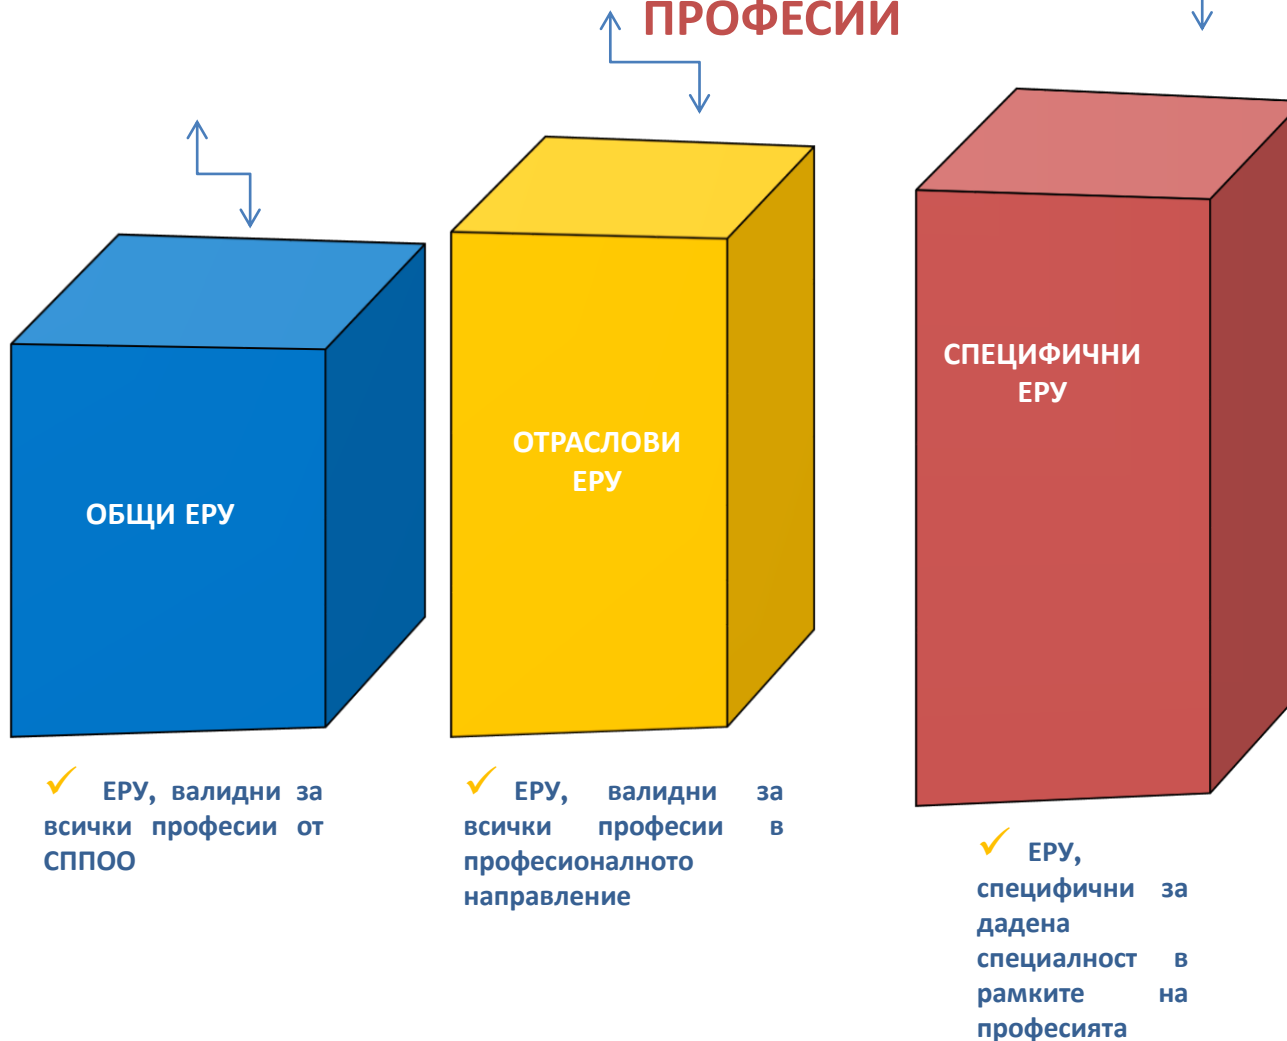 ПРОФЕСИИ
ОБЩИ ЕРУ
ОТРАСЛОВИ
ЕРУ
СПЕЦИФИЧНИ
ЕРУ
ЕРУ, валидни за
всички професии от
СППОО
ЕРУ, валидни за
всички професии в
професионалното
направление
ЕРУ,
специфични за
дадена
специалност в
рамките на
професията